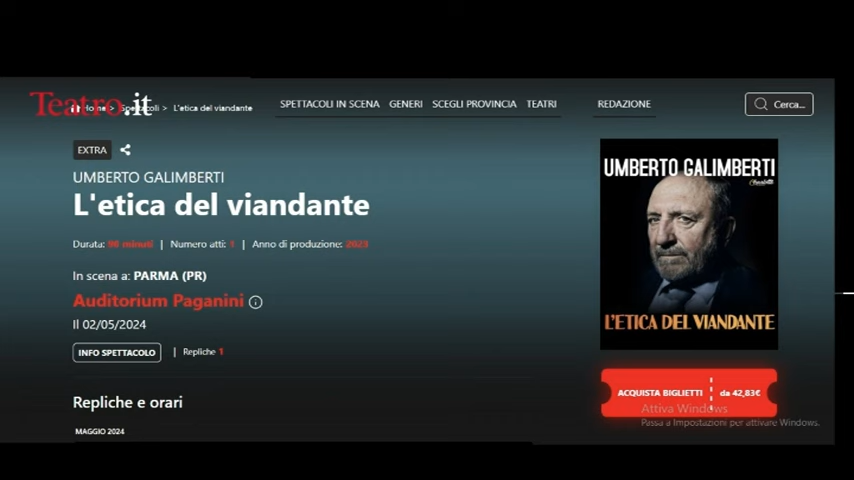 Teatro.it
Home > Spettacoli > L'etica del viandante
SPETTACOLI IN SCENA GENERI SCEGLI PROVINCIA TEATRI REDAZIONE
Cerca...
EXTRA
UMBERTO GALIMBERTI
L'etica del viandante
Durata: 90 minuti | Numero atti: 1 | Anno di produzione: 2023
In scena a: PARMA (PR)
Auditorium Paganini
Il 02/05/2024
INFO SPETTACOLO | Repliche 1
Repliche e orari
MAGGIO 2024
UMBERTO GALIMBERTI
L'ETICA DEL VIANDANTE
ACQUISTA BIGLIETTI da 42,83€
Attiva Windows
Passa a Impostazioni per attivare Windows.